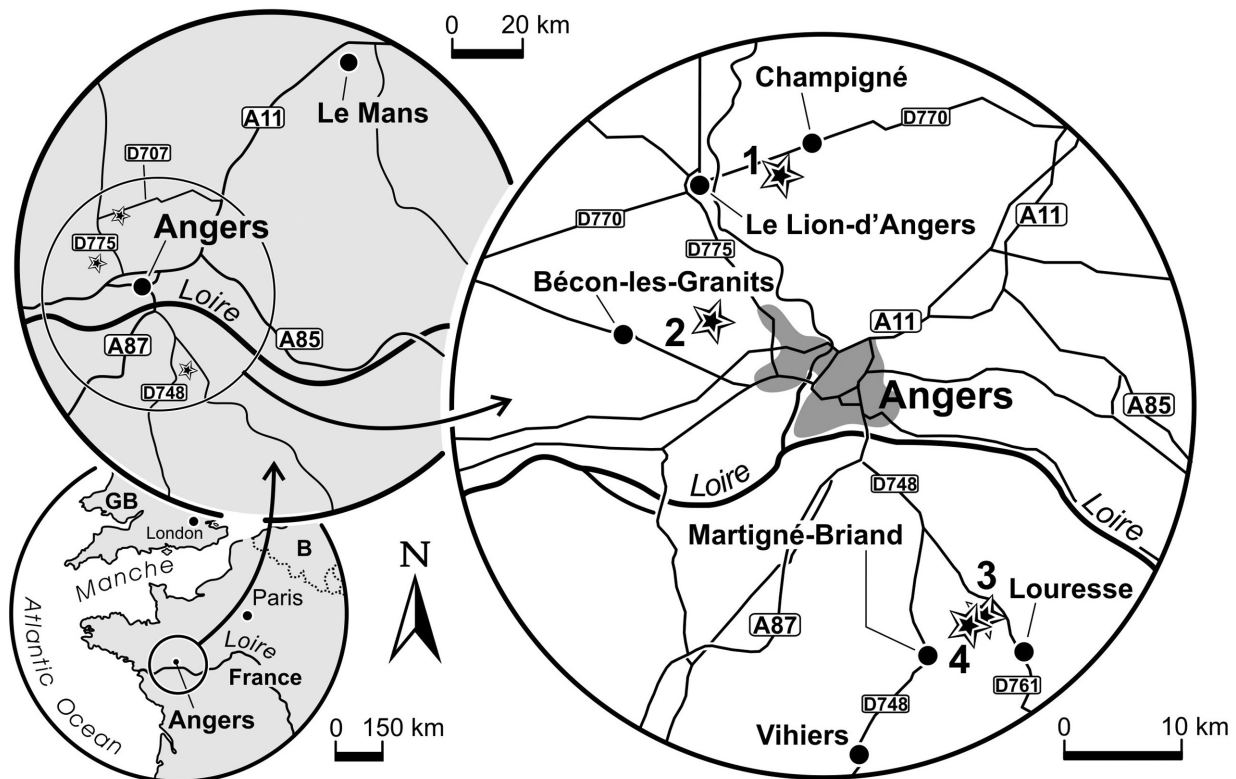 0 20 km
Le Mans
A11
D707
Angers
D775
Loire
A87
A85
D748
GB
London
B
Manche
Paris
Atlantic Ocean
Loire
France
Angers
N
0 150 km
Champigné
D770
1
Le Lion-d'Angers
D770
A11
D775
Bécon-les-Granits
2
A11
Angers
A85
Loire
D748
Loire
Martigné-Briand
3
Louresse
A87
4
D761
D748
Vihiers
0 10 km